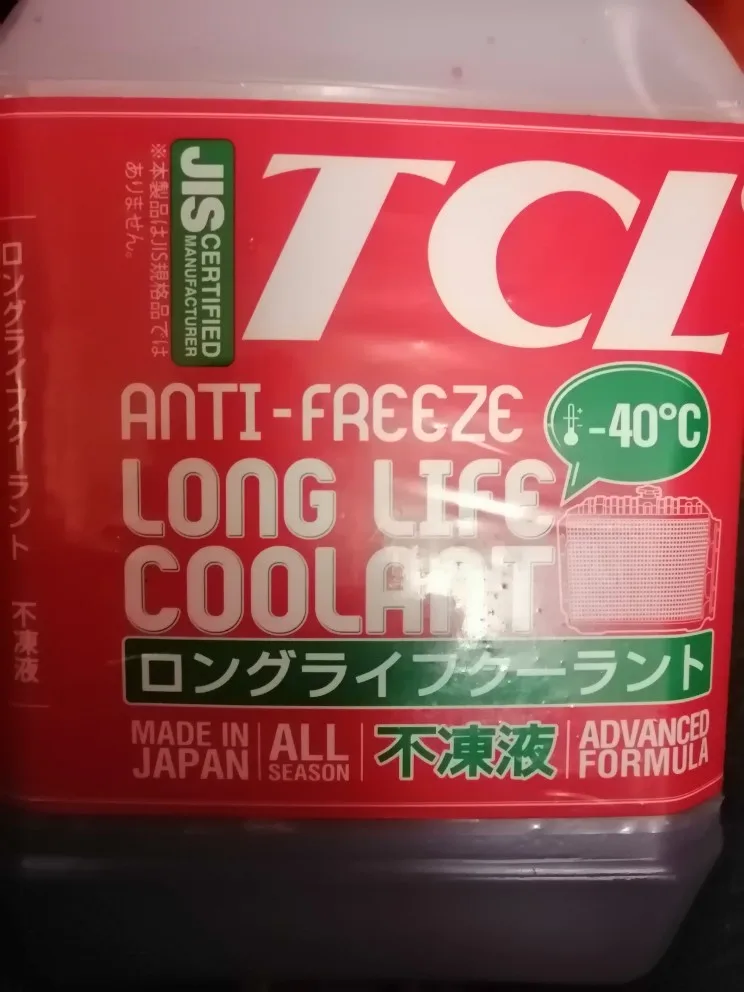 TCL
JIS CERTIFIED
MANUFACTURER
※本製品はJIS規格品では
ありません。
ANTI-FREEZE
-40°C
LONG LIFE
COOLANT
ロングライフクーラント
MADE IN
JAPAN
ALL
SEASON
不凍液
ADVANCED
FORMULA
ロングライフクーラント 不凍液